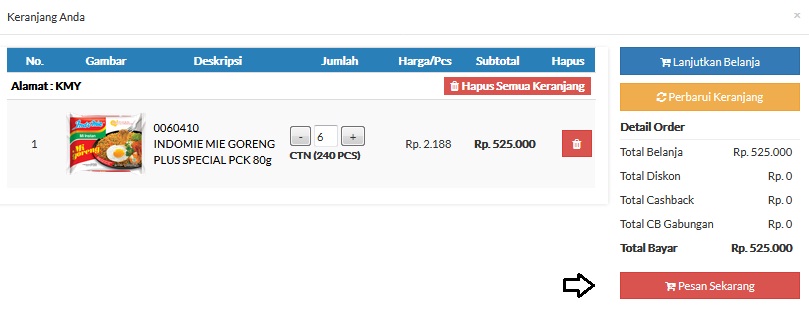 Keranjang Anda
×
No. Gambar Deskripsi Jumlah Harga/Pcs Subtotal Hapus
Alamat : KMY
Hapus Semua Keranjang
1
Indomie
Mi Instan
Mi
goreng
0060410
INDOMIE MIE GORENG
PLUS SPECIAL PCK 80g
- 6 +
CTN (240 PCS)
Rp. 2.188
Rp. 525.000
Lanjutkan Belanja
Perbarui Keranjang
Detail Order
Total Belanja Rp. 525.000
Total Diskon Rp. 0
Total Cashback Rp. 0
Total CB Gabungan Rp. 0
Total Bayar Rp. 525.000
Pesan Sekarang